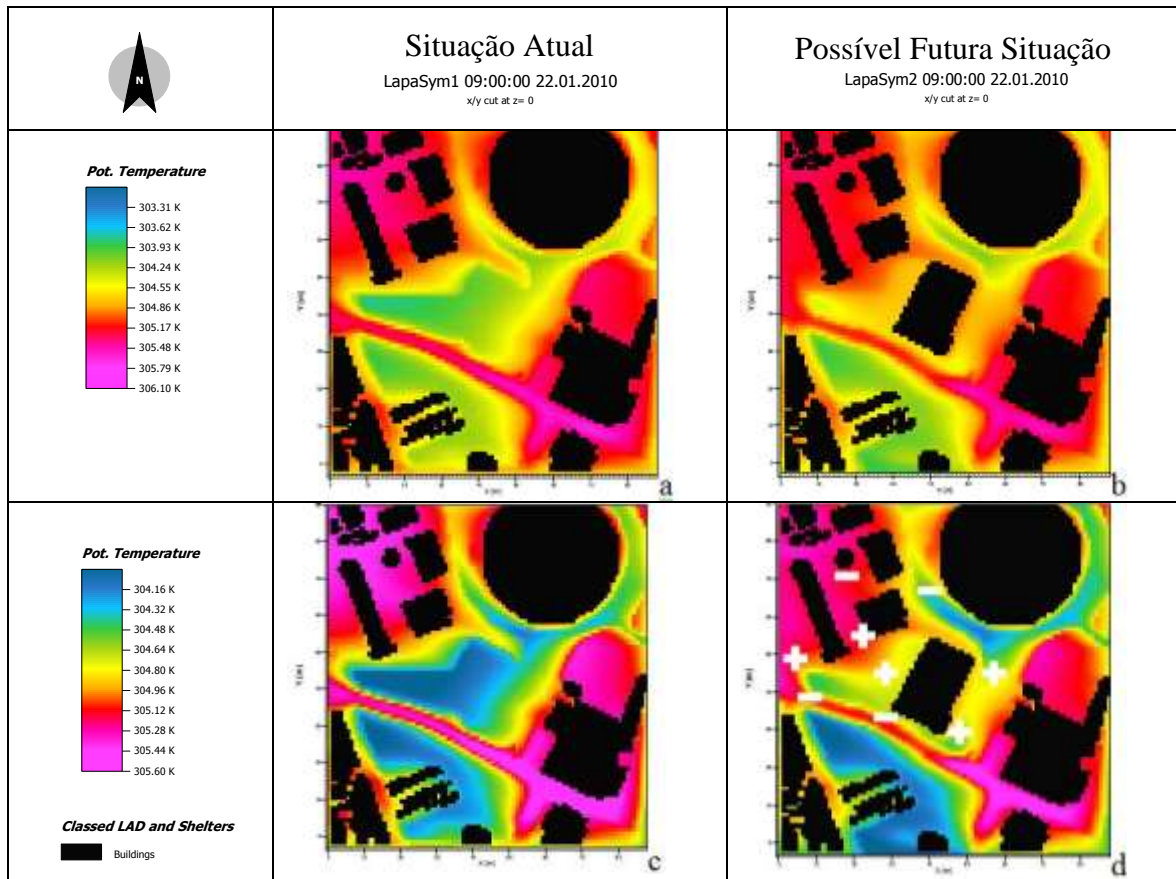 N
Situação Atual
LapaSym1 09:00:00 22.01.2010
x/y cut at z= 0
Possível Futura Situação
LapaSym2 09:00:00 22.01.2010
x/y cut at z= 0
Pot. Temperature
303.31 K
303.62 K
303.93 K
304.24 K
304.55 K
304.86 K
305.17 K
305.48 K
305.79 K
306.10 K
a
b
Pot. Temperature
304.16 K
304.32 K
304.48 K
304.64 K
304.80 K
304.96 K
305.12 K
305.28 K
305.44 K
305.60 K
Classed LAD and Shelters
Buildings
c
d